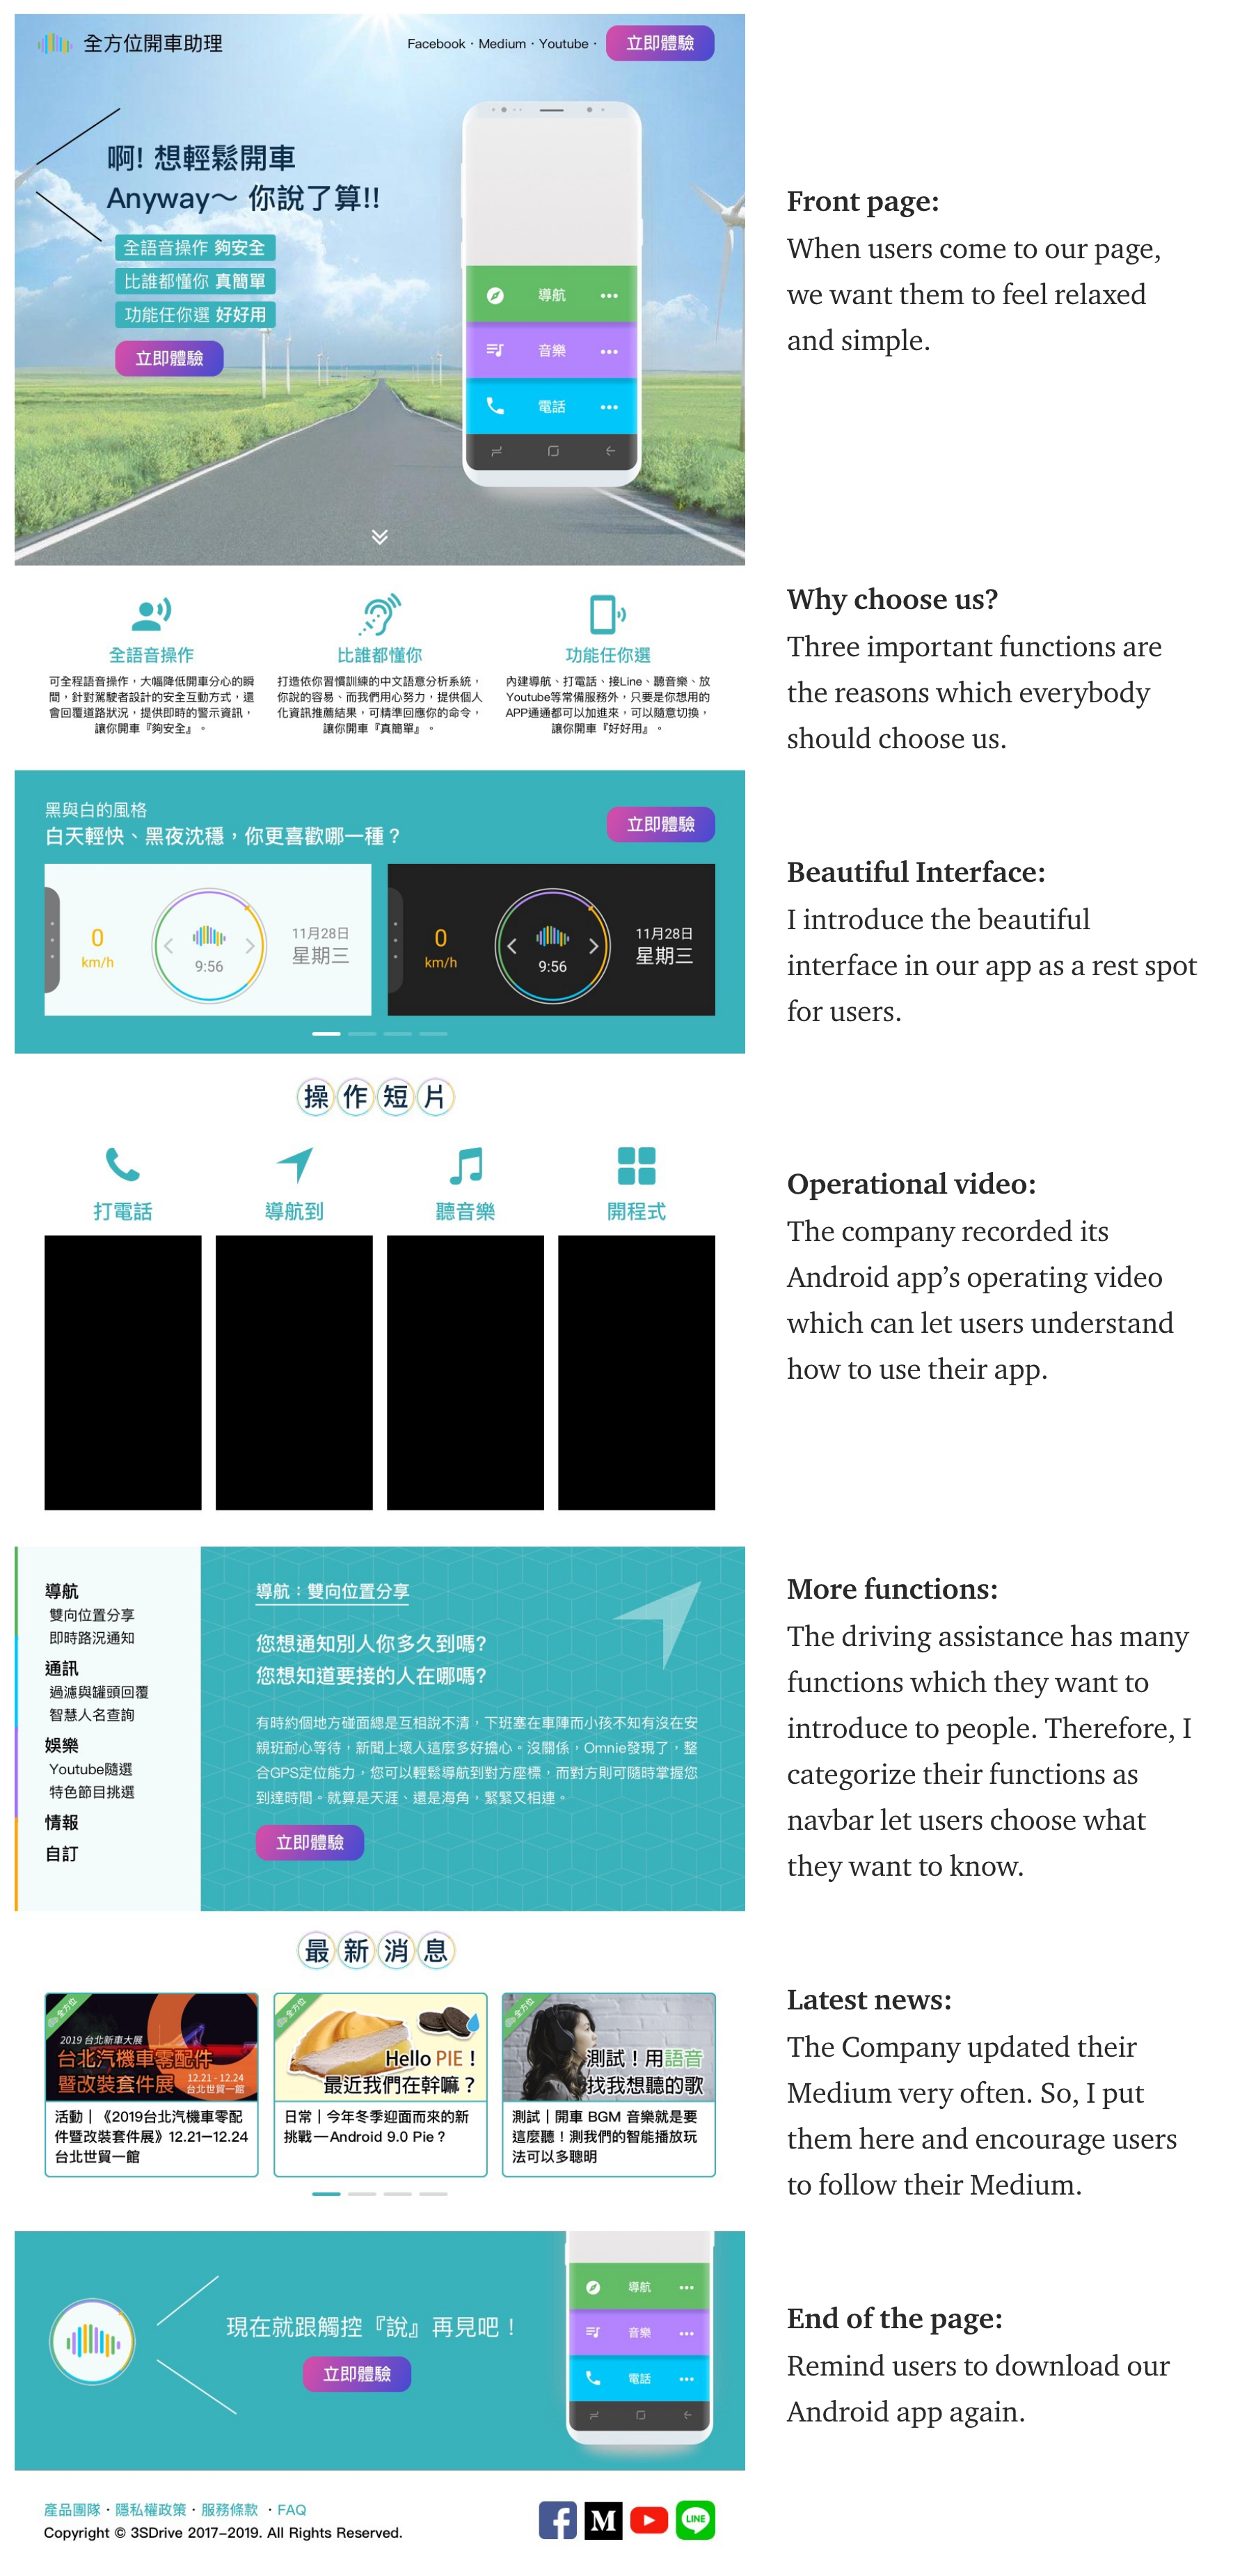 全方位開車助理
Facebook · Medium · Youtube ·
立即體驗
啊! 想輕鬆開車
Anyway～ 你說了算!!
全語音操作 夠安全
比誰都懂你 真簡單
功能任你選 好好用
立即體驗
導航
音樂
電話
Front page:
When users come to our page,
we want them to feel relaxed
and simple.
全語音操作
可全程語音操作，大幅降低開車分心的瞬
間，針對駕駛者設計的安全互動方式，還
會回覆道路狀況，提供即時的警示資訊，
讓你開車『夠安全』。
比誰都懂你
打造依你習慣訓練的中文語意分析系統，
你說的容易、而我們用心努力，提供個人
化資訊推薦結果，可精準回應你的命令，
讓你開車『真簡單』。
功能任你選
內建導航、打電話、接Line、聽音樂、放
Youtube等常備服務外，只要是你想用的
APP通通都可以加進來，可以隨意切換，
讓你開車『好好用』。
Why choose us?
Three important functions are
the reasons which everybody
should choose us.
黑與白的風格
白天輕快、黑夜沈穩，你更喜歡哪一種？
立即體驗
0
km/h
9:56
11月28日
星期三
0
km/h
9:56
11月28日
星期三
Beautiful Interface:
I introduce the beautiful
interface in our app as a rest spot
for users.
操作短片
打電話
導航到
聽音樂
開程式
Operational video:
The company recorded its
Android app’s operating video
which can let users understand
how to use their app.
導航
雙向位置分享
即時路況通知
通訊
過濾與罐頭回覆
智慧人名查詢
娛樂
Youtube隨選
特色節目挑選
情報
自訂
導航：雙向位置分享
您想通知別人你多久到嗎?
您想知道要接的人在哪嗎?
有時約個地方碰面總是互相說不清，下班塞在車陣而小孩不知有沒在安
親班耐心等待，新聞上壞人這麼多好擔心。沒關係，Omnie發現了，整
合GPS定位能力，您可以輕鬆導航到對方座標，而對方則可隨時掌握您
到達時間。就算是天涯、還是海角，緊緊又相連。
立即體驗
More functions:
The driving assistance has many
functions which they want to
introduce to people. Therefore, I
categorize their functions as
navbar let users choose what
they want to know.
最新消息
全方位
2019 台北新車大展
台北汽機車零配件
暨改裝套件展
12.21 - 12.24
台北世貿一館
活動｜《2019台北汽機車零配
件暨改裝套件展》12.21—12.24
台北世貿一館
全方位
Hello PIE！
最近我們在幹嘛？
日常｜今年冬季迎面而來的新
挑戰—Android 9.0 Pie？
全方位
測試！用語音
找我想聽的歌
測試｜開車 BGM 音樂就是要
這麼聽！測我們的智能播放玩
法可以多聰明
Latest news:
The Company updated their
Medium very often. So, I put
them here and encourage users
to follow their Medium.
現在就跟觸控『說』再見吧！
立即體驗
導航
音樂
電話
End of the page:
Remind users to download our
Android app again.
產品團隊 · 隱私權政策 · 服務條款 · FAQ
Copyright © 3SDrive 2017-2019. All Rights Reserved.
M
LINE